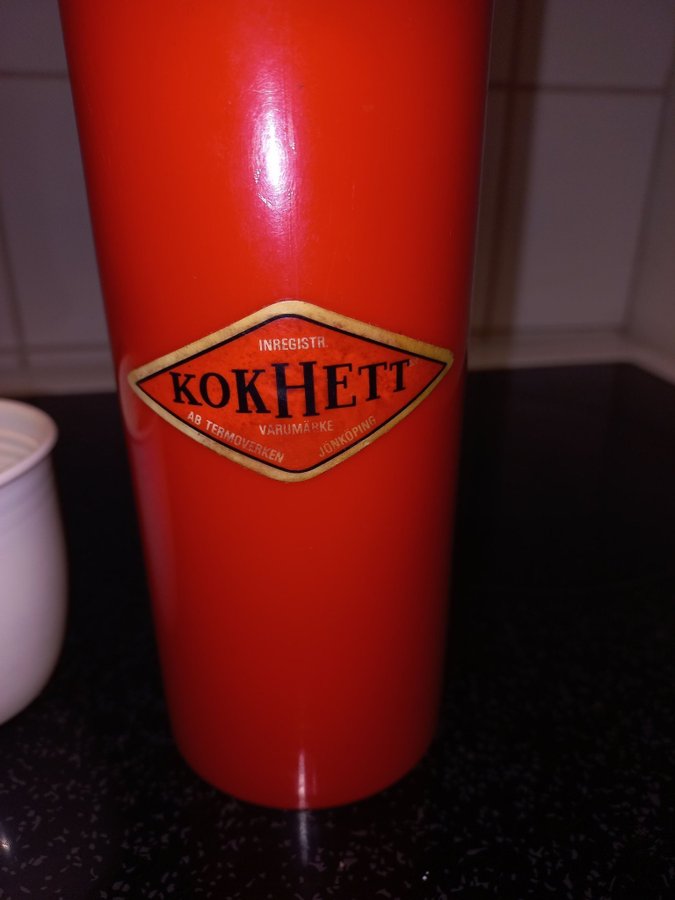 INREGISTR.
KOKHETT
VARUMÄRKE
AB TERMOVERKEN JÖNKÖPING